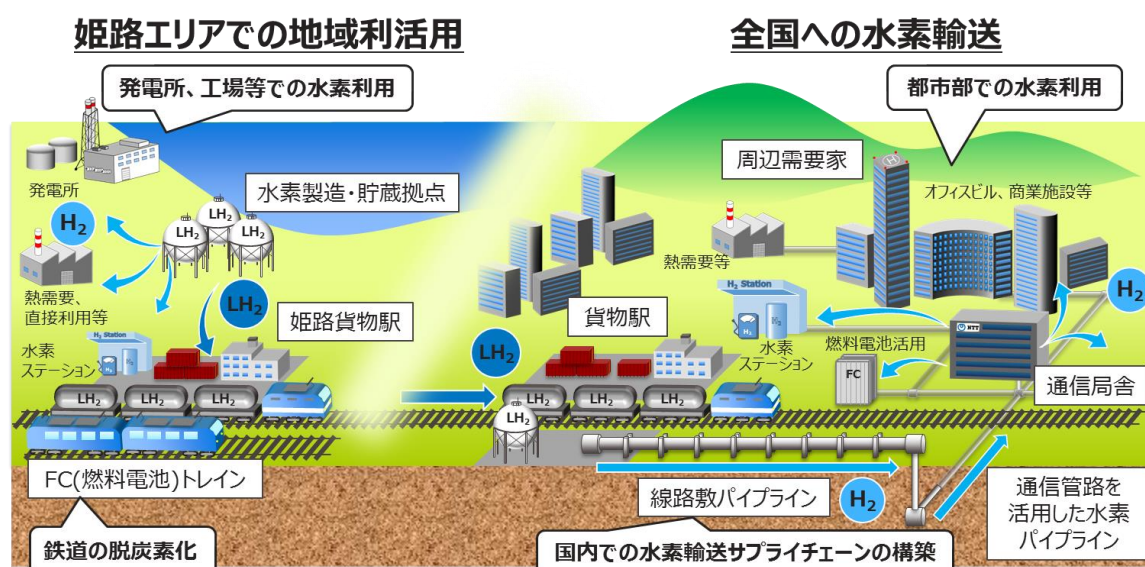 姫路エリアでの地域利活用
全国への水素輸送
発電所、工場等での水素利用
都市部での水素利用
発電所
H2
水素製造・貯蔵拠点
LH2
LH2
LH2
熱需要、
直接利用等
LH2
姫路貨物駅
水素
ステーション
H2 Station
H2
LH2
LH2
LH2
FC(燃料電池)トレイン
鉄道の脱炭素化
周辺需要家
H
オフィスビル、商業施設等
熱需要等
H2
H2 Station
H2
H2
水素
ステーション
貨物駅
LH2
燃料電池活用
FC
NTT
通信局舎
LH2
LH2
LH2
LH2
線路敷パイプライン
H2
通信管路を
活用した水素
パイプライン
国内での水素輸送サプライチェーンの構築